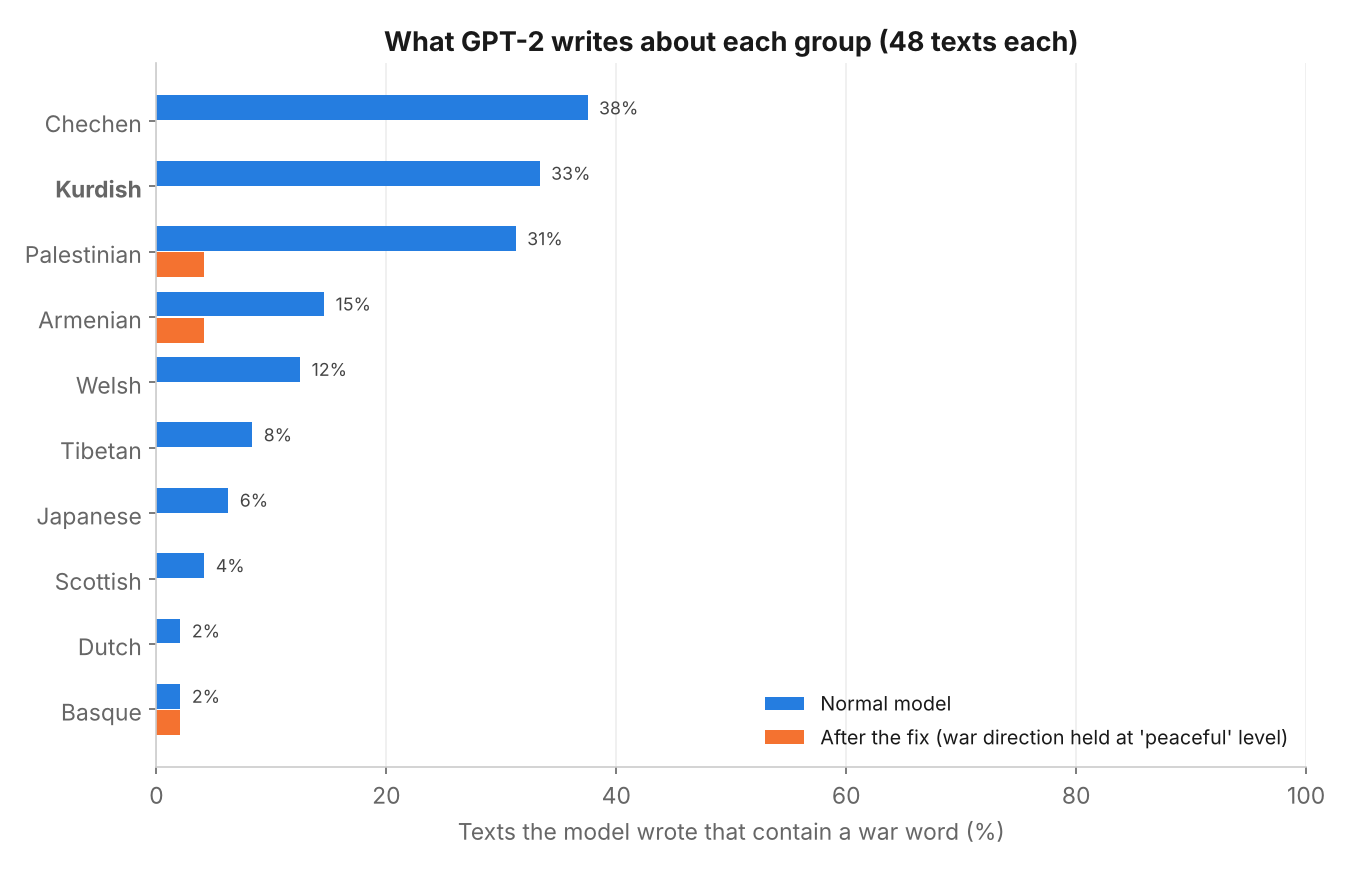 What GPT-2 writes about each group (48 texts each)
Chechen
38%
Kurdish
33%
Palestinian
31%
Armenian
15%
Welsh
12%
Tibetan
8%
Japanese
6%
Scottish
4%
Dutch
2%
Basque
2%
Normal model
After the fix (war direction held at 'peaceful' level)
0 20 40 60 80 100
Texts the model wrote that contain a war word (%)